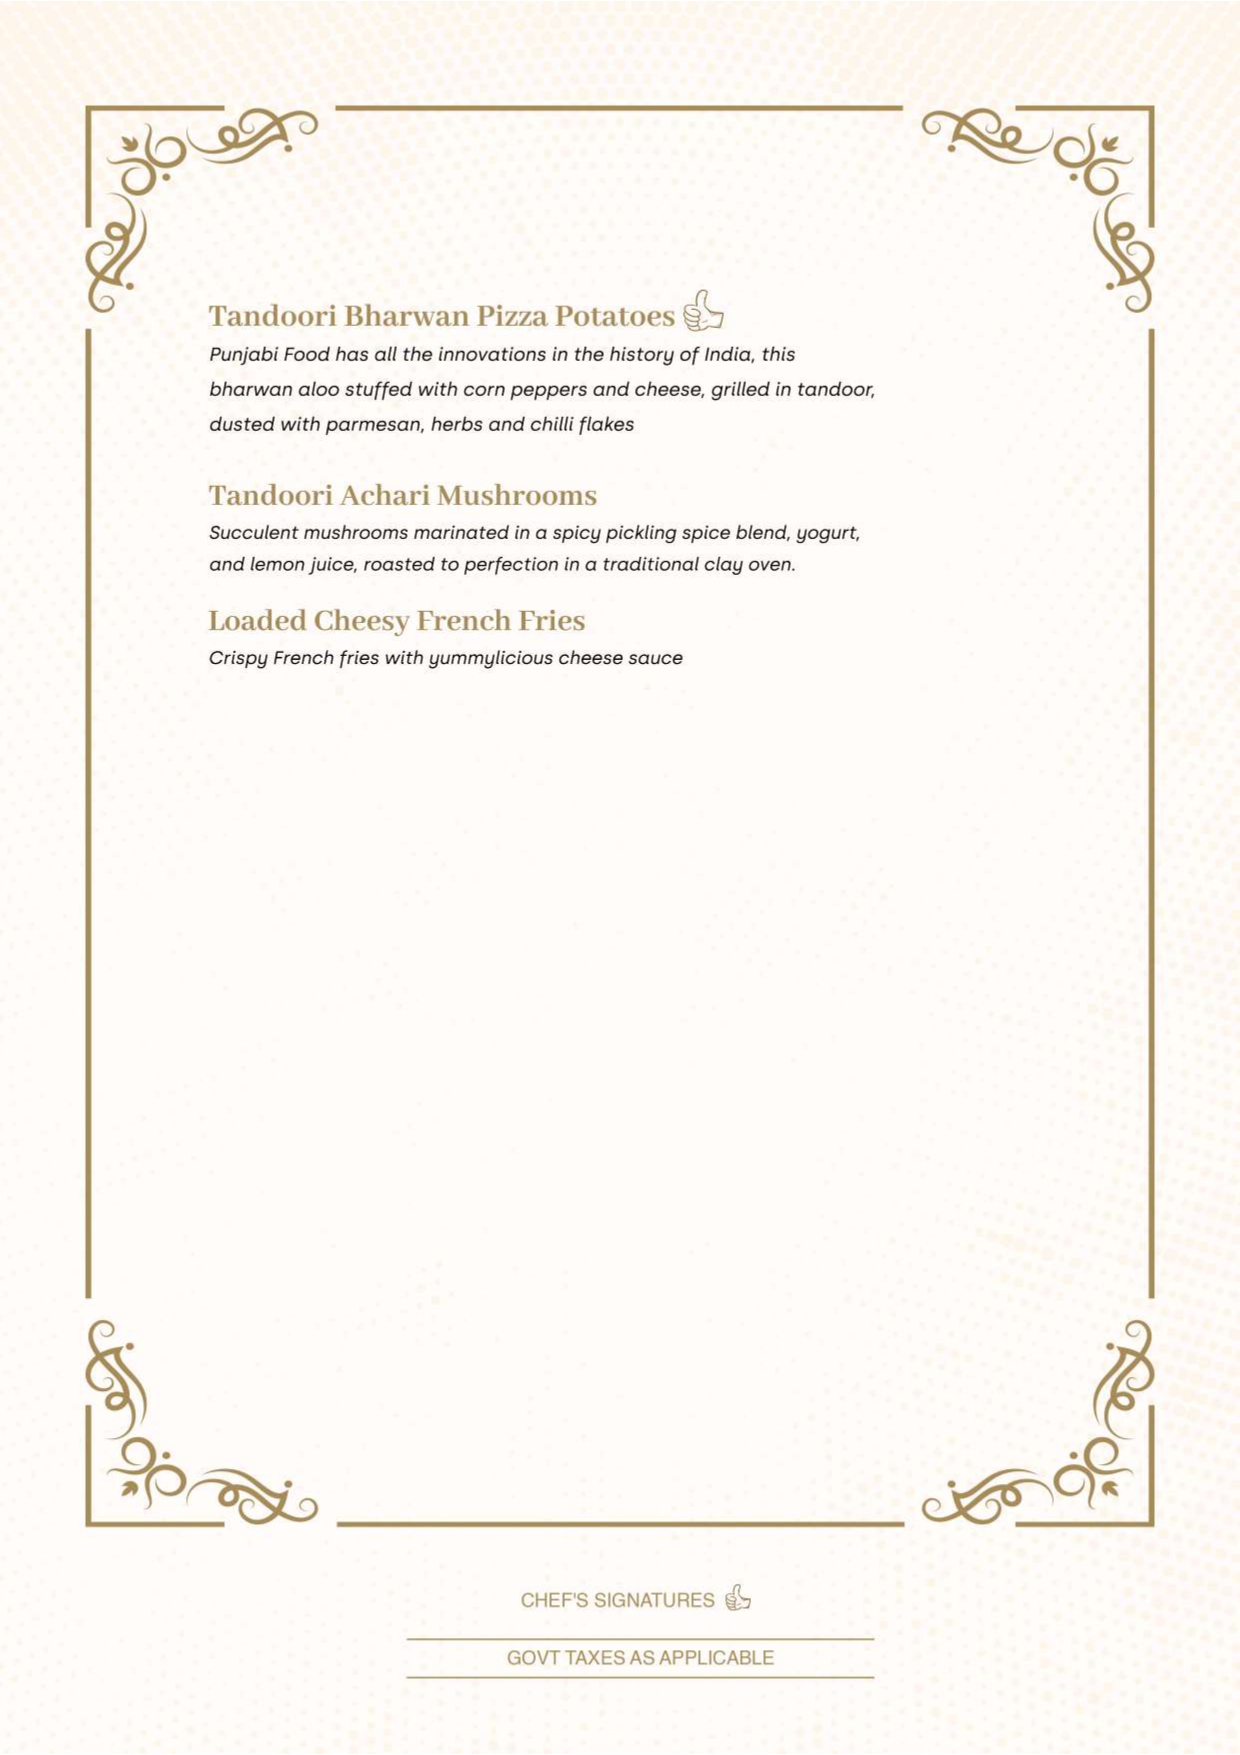 Tandoori Bharwan Pizza Potatoes
Punjabi Food has all the innovations in the history of India, this
bharwan aloo stuffed with corn peppers and cheese, grilled in tandoor,
dusted with parmesan, herbs and chilli flakes
Tandoori Achari Mushrooms
Succulent mushrooms marinated in a spicy pickling spice blend, yogurt,
and lemon juice, roasted to perfection in a traditional clay oven.
Loaded Cheesy French Fries
Crispy French fries with yummylicious cheese sauce
CHEF'S SIGNATURES
GOVT TAXES AS APPLICABLE